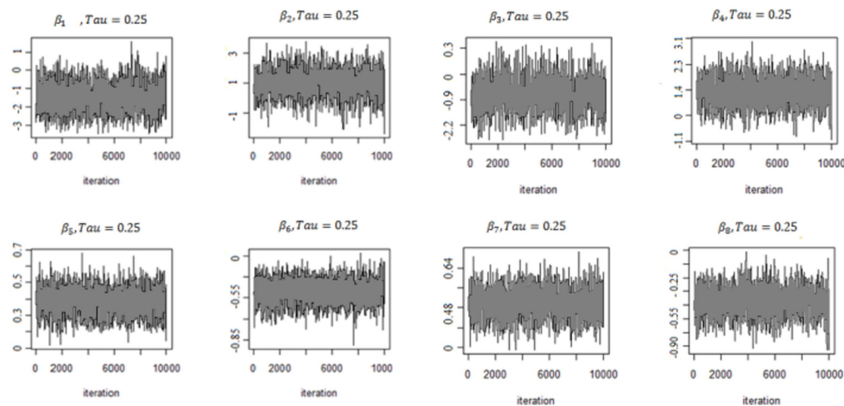 β₁ , Tau = 0.25
β₂, Tau = 0.25
β₃, Tau = 0.25
β₄, Tau = 0.25
1
0
-1
-2
-3
3
1
-1
0.3
0
-0.9
-2.2
3.1
2.3
1.4
0
-1.1
0 2000 6000 10000
0 2000 6000 1000
0 2000 6000 10000
0 2000 6000 10000
iteration
iteration
iteration
iteration
β₅, Tau = 0.25
β₆, Tau = 0.25
β₇, Tau = 0.25
β₈, Tau = 0.25
0.7
0.5
0.3
0
0
-0.55
-0.85
0.64
0.48
0
0
-0.25
-0.55
-0.90
0 2000 6000 10000
0 2000 6000 1000
0 2000 6000 10000
0 2000 6000 10000
iteration
iteration
iteration
iteration